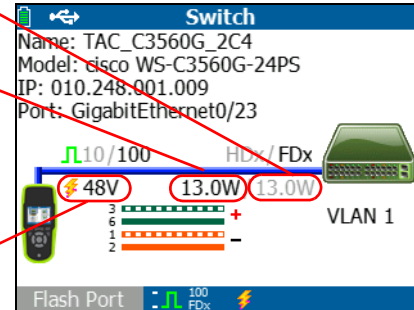 Switch
Name: TAC_C3560G_2C4
Model: cisco WS-C3560G-24PS
IP: 010.248.001.009
Port: GigabitEthernet0/23
10/100 HDx/FDx
48V 13.0W 13.0W
3
6
+
1
2
–
VLAN 1
Flash Port 100 FDx